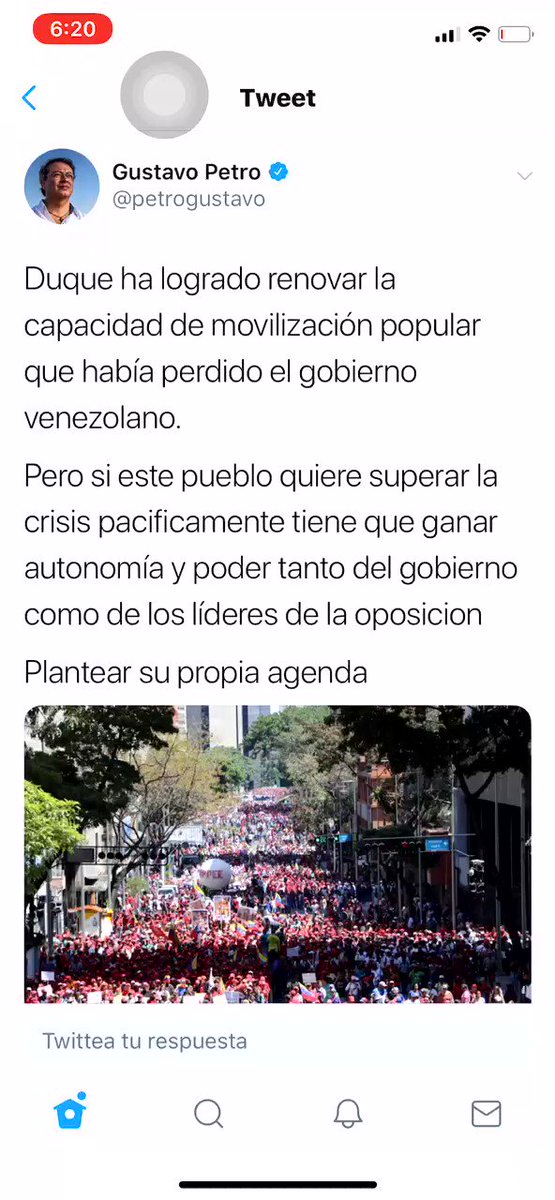 6:20
Tweet
Gustavo Petro
@petrogustavo
Duque ha logrado renovar la
capacidad de movilización popular
que había perdido el gobierno
venezolano.
Pero si este pueblo quiere superar la
crisis pacificamente tiene que ganar
autonomía y poder tanto del gobierno
como de los líderes de la oposicion
Plantear su propia agenda
Twittea tu respuesta